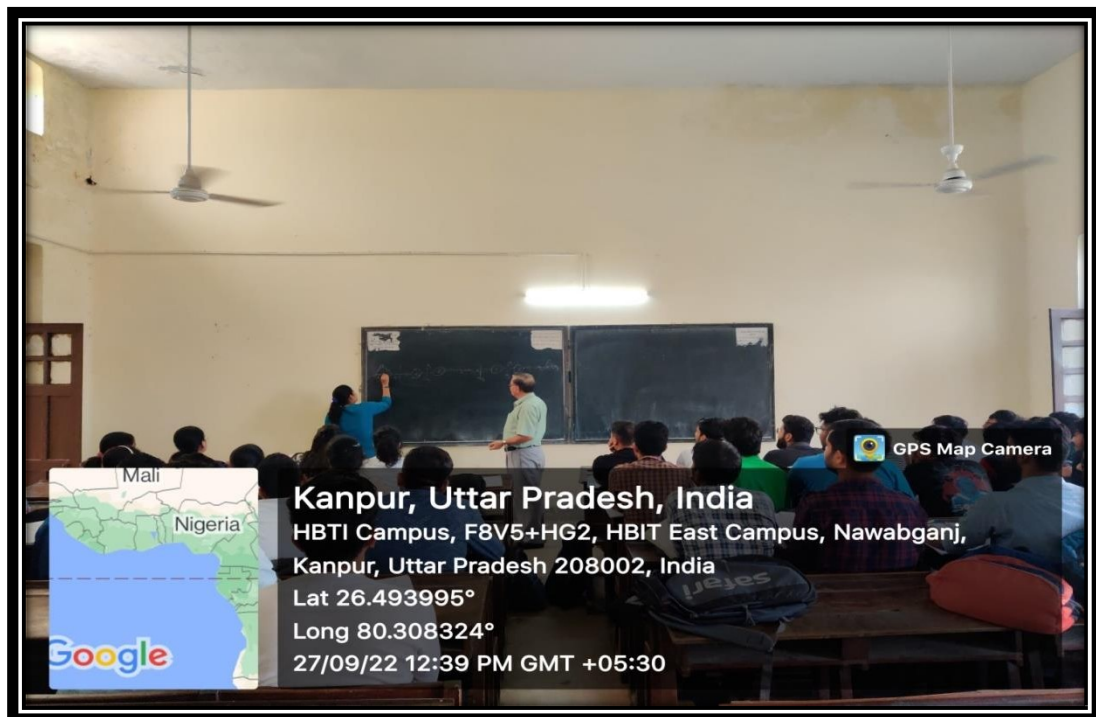 GPS Map Camera
Mali
Nigeria
Google
Kanpur, Uttar Pradesh, India
HBTI Campus, F8V5+HG2, HBIT East Campus, Nawabganj,
Kanpur, Uttar Pradesh 208002, India
Lat 26.493995°
Long 80.308324°
27/09/22 12:39 PM GMT +05:30
safari